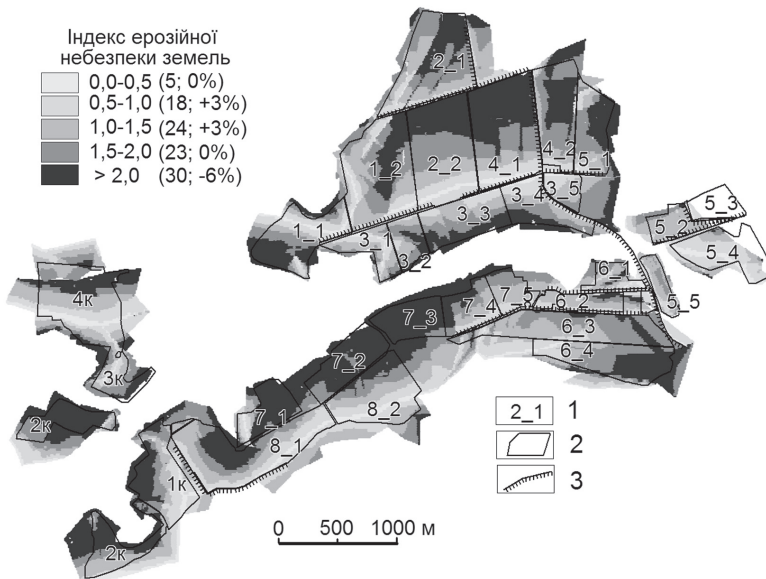 Індекс ерозійної
небезпеки земель
0,0-0,5 (5; 0%)
0,5-1,0 (18; +3%)
1,0-1,5 (24; +3%)
1,5-2,0 (23; 0%)
> 2,0 (30; -6%)
2_1
1_2
2_2
4_1
4_2
5_1
3_5
3_4
3_3
1_1
3_1
3_2
5_3
5_2
5_4
5_5
6_1
6_2
6_3
6_4
7_5
7_4
7_3
7_2
7_1
8_2
8_1
4к
3к
2к
1к
2к
2_1 1
2
3
0 500 1000 м